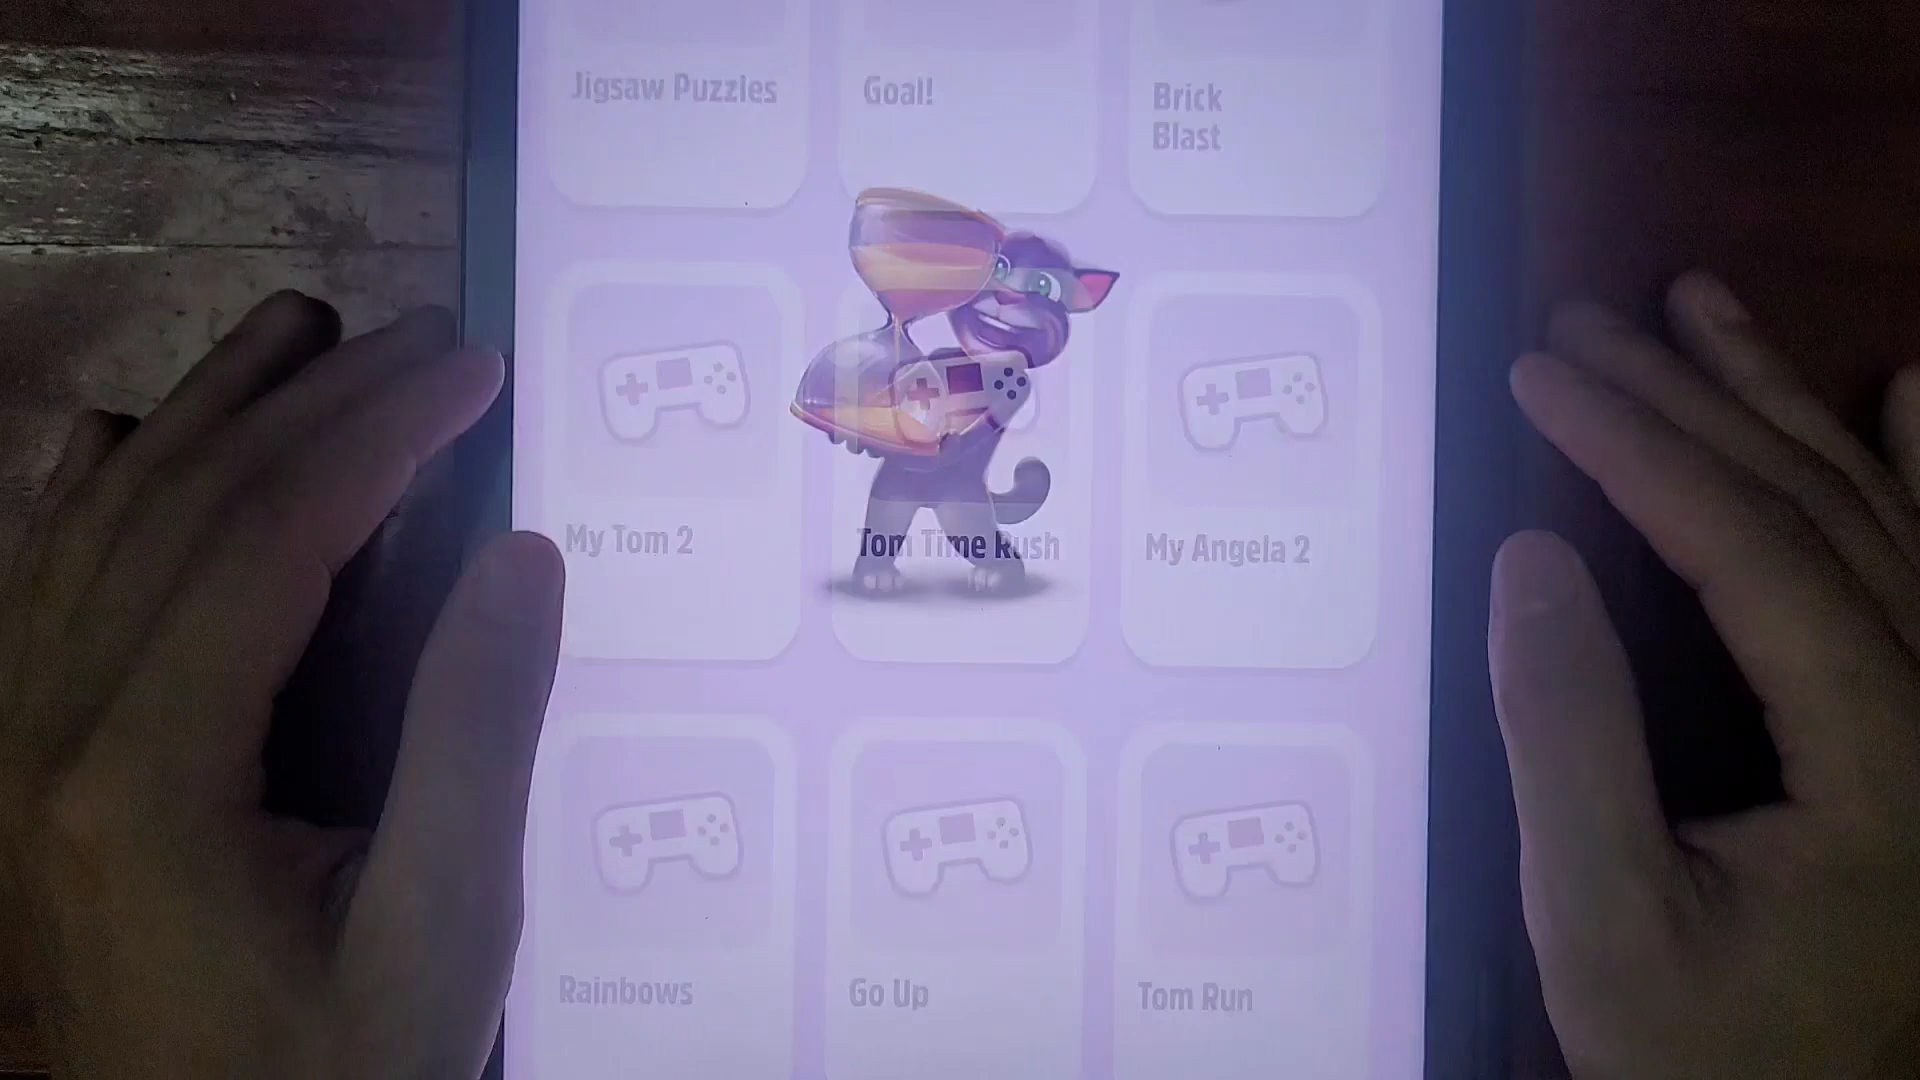 Jigsaw Puzzles
Goal!
Brick
Blast
My Tom 2
Tom Time Rush
My Angela 2
Rainbows
Go Up
Tom Run